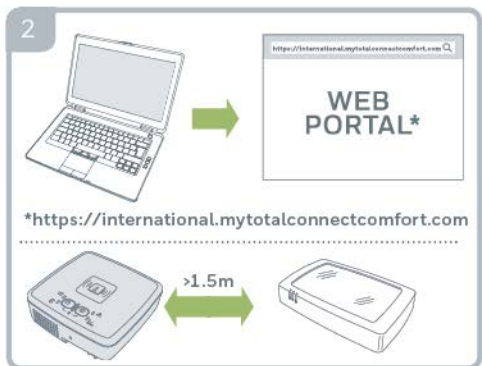 2
https://international.mytotalconnectcomfort.com
WEB
PORTAL*
*https://international.mytotalconnectcomfort.com
>1.5m